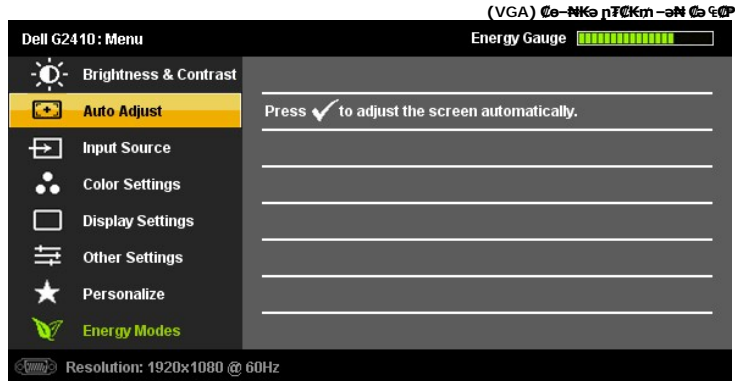 (VGA)
Dell G2410: Menu
Energy Gauge
Brightness & Contrast
Auto Adjust
Press ✓ to adjust the screen automatically.
Input Source
Color Settings
Display Settings
Other Settings
Personalize
Energy Modes
Resolution: 1920x1080 @ 60Hz